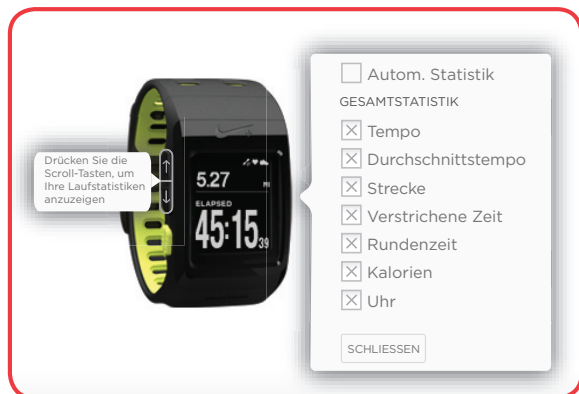 Drücken Sie die
Scroll-Tasten, um
Ihre Laufstatistiken
anzuzeigen
5.27
MI
ELAPSED
45:15
39
Autom. Statistik
GESAMTSTATISTIK
Tempo
Durchschnittstempo
Strecke
Verstrichene Zeit
Rundenzeit
Kalorien
Uhr
SCHLIESSEN